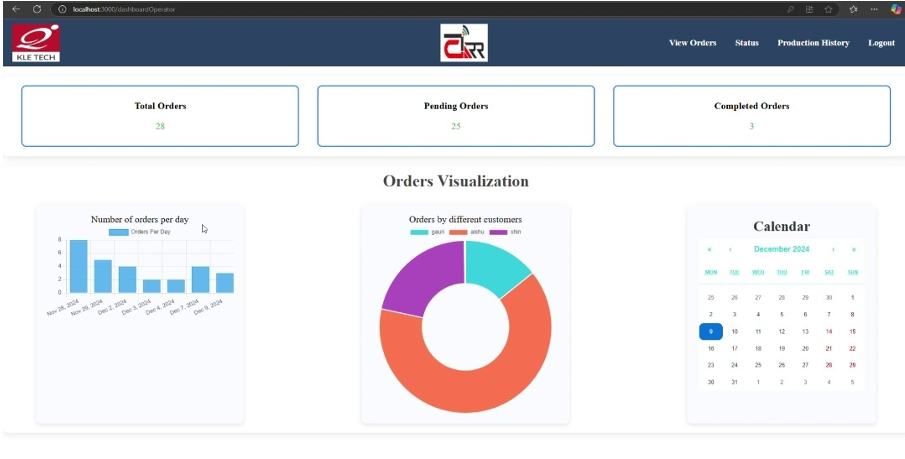 localhost:3000/dashboardOperator
KLE TECH
View Orders Status Production History Logout
Total Orders
28
Pending Orders
25
Completed Orders
3
Orders Visualization
Number of orders per day
Orders Per Day
8
6
4
2
0
Nov 28, 2024 Nov 29, 2024 Dec 2, 2024 Dec 3, 2024 Dec 4, 2024 Dec 7, 2024 Dec 9, 2024
Orders by different customers
gauri aishu
Calendar
« ‹ December 2024 › »
MON TUE WED THU FRI SAT SUN
25 26 27 28 29 30 1
2 3 4 5 6 7 8
9 10 11 12 13 14 15
16 17 18 19 20 21 22
23 24 25 26 27 28 29
30 31 1 2 3 4 5